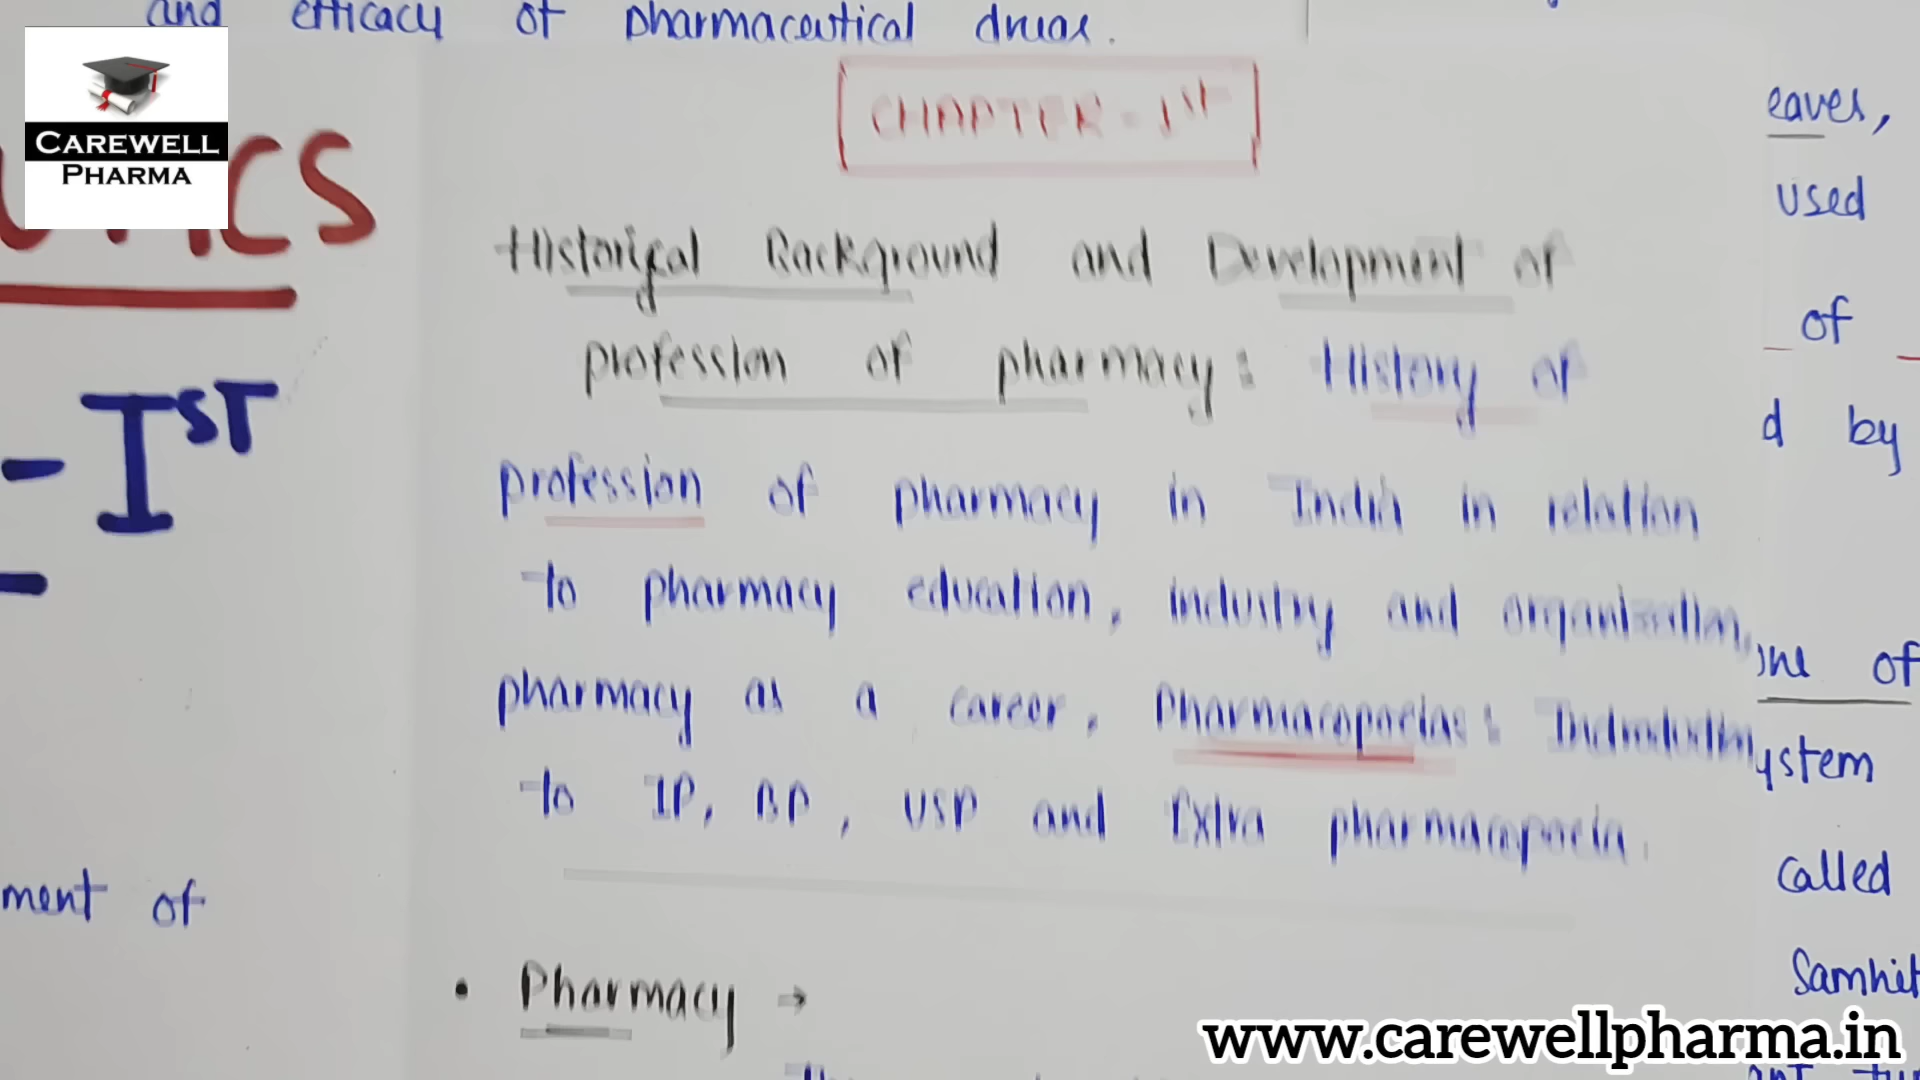 and efficacy of pharmaceutical drugs.
CAREWELL
PHARMA
CS
- IST
-
ment of
CHAPTER - 1st
Historical Background and Development of
profession of pharmacy: History of
profession of pharmacy in India in relation
to pharmacy education, industry and organization,
pharmacy as a career, Pharmacopoeias: Introduction
to IP, BP, USP and Extra pharmacopoeia.
• Pharmacy →
eaves,
used
of
d by
of
ystem
called
Samhit
www.carewellpharma.in